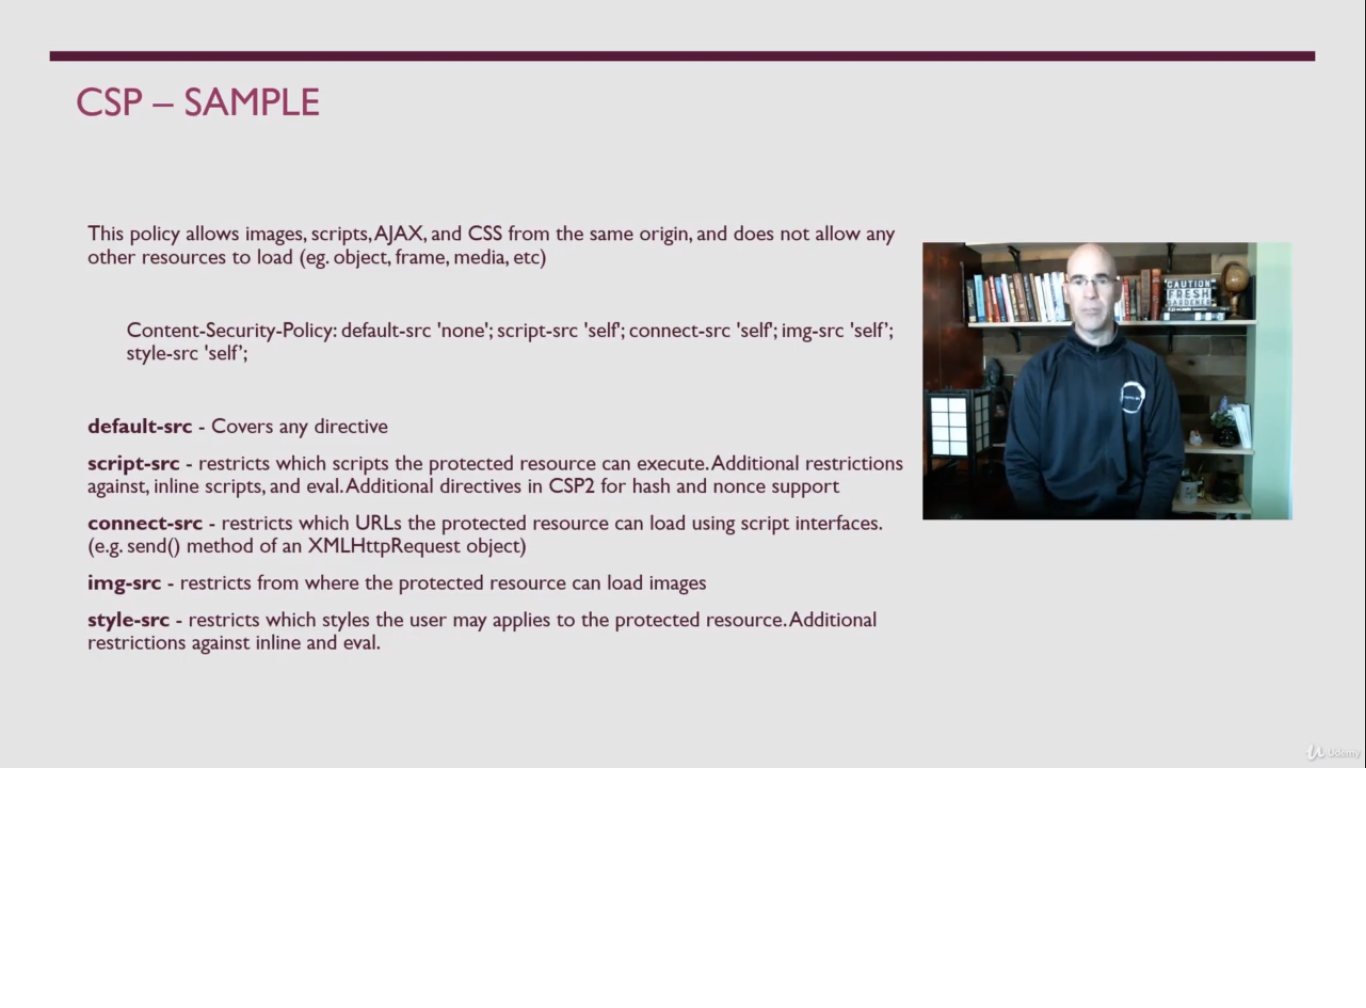 CSP – SAMPLE
This policy allows images, scripts, AJAX, and CSS from the same origin, and does not allow any
other resources to load (eg. object, frame, media, etc)
Content-Security-Policy: default-src 'none'; script-src 'self'; connect-src 'self'; img-src 'self’;
style-src 'self’;
default-src - Covers any directive
script-src - restricts which scripts the protected resource can execute. Additional restrictions
against, inline scripts, and eval. Additional directives in CSP2 for hash and nonce support
connect-src - restricts which URLs the protected resource can load using script interfaces.
(e.g. send() method of an XMLHttpRequest object)
img-src - restricts from where the protected resource can load images
style-src - restricts which styles the user may applies to the protected resource. Additional
restrictions against inline and eval.
CAUTION
FRESH
GARDENER
Udemy